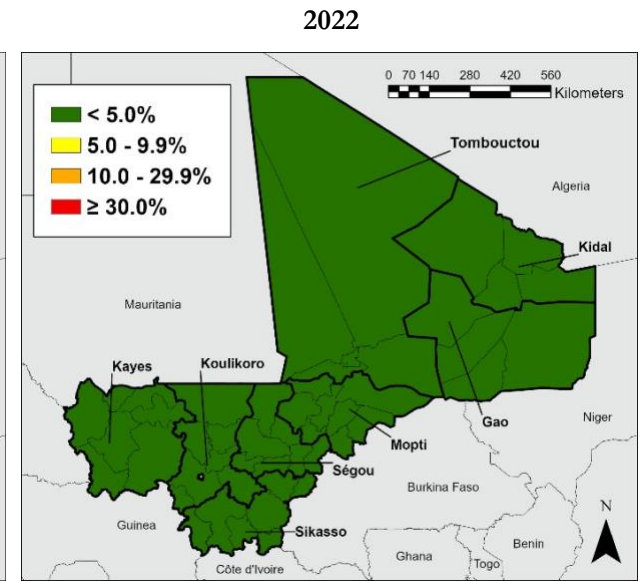 2022
< 5.0%
5.0 - 9.9%
10.0 - 29.9%
≥ 30.0%
0 70 140 280 420 560
Kilometers
Tombouctou
Algeria
Kidal
Mauritania
Kayes
Koulikoro
Gao
Niger
Mopti
Ségou
Burkina Faso
N
Guinea
Sikasso
Benin
Ghana
Togo
Côte d'Ivoire